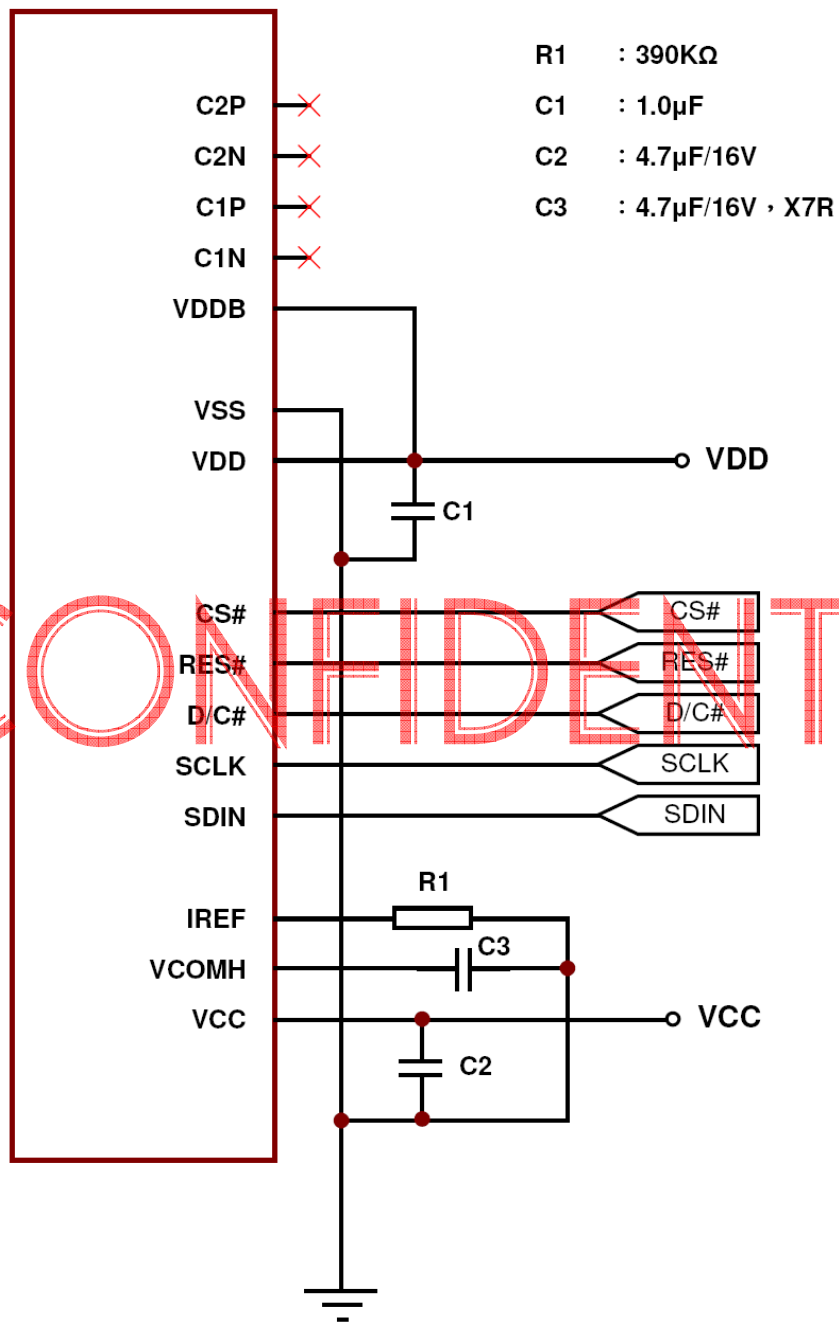 R1 : 390KΩ
C1 : 1.0µF
C2 : 4.7µF/16V
C3 : 4.7µF/16V，X7R
C2P
C2N
C1P
C1N
VDDB
VSS
VDD
VDD
C1
CS#
CS#
RES#
RES#
D/C#
D/C#
SCLK
SCLK
SDIN
SDIN
CONFIDENT
R1
IREF
C3
VCOMH
VCC
VCC
C2